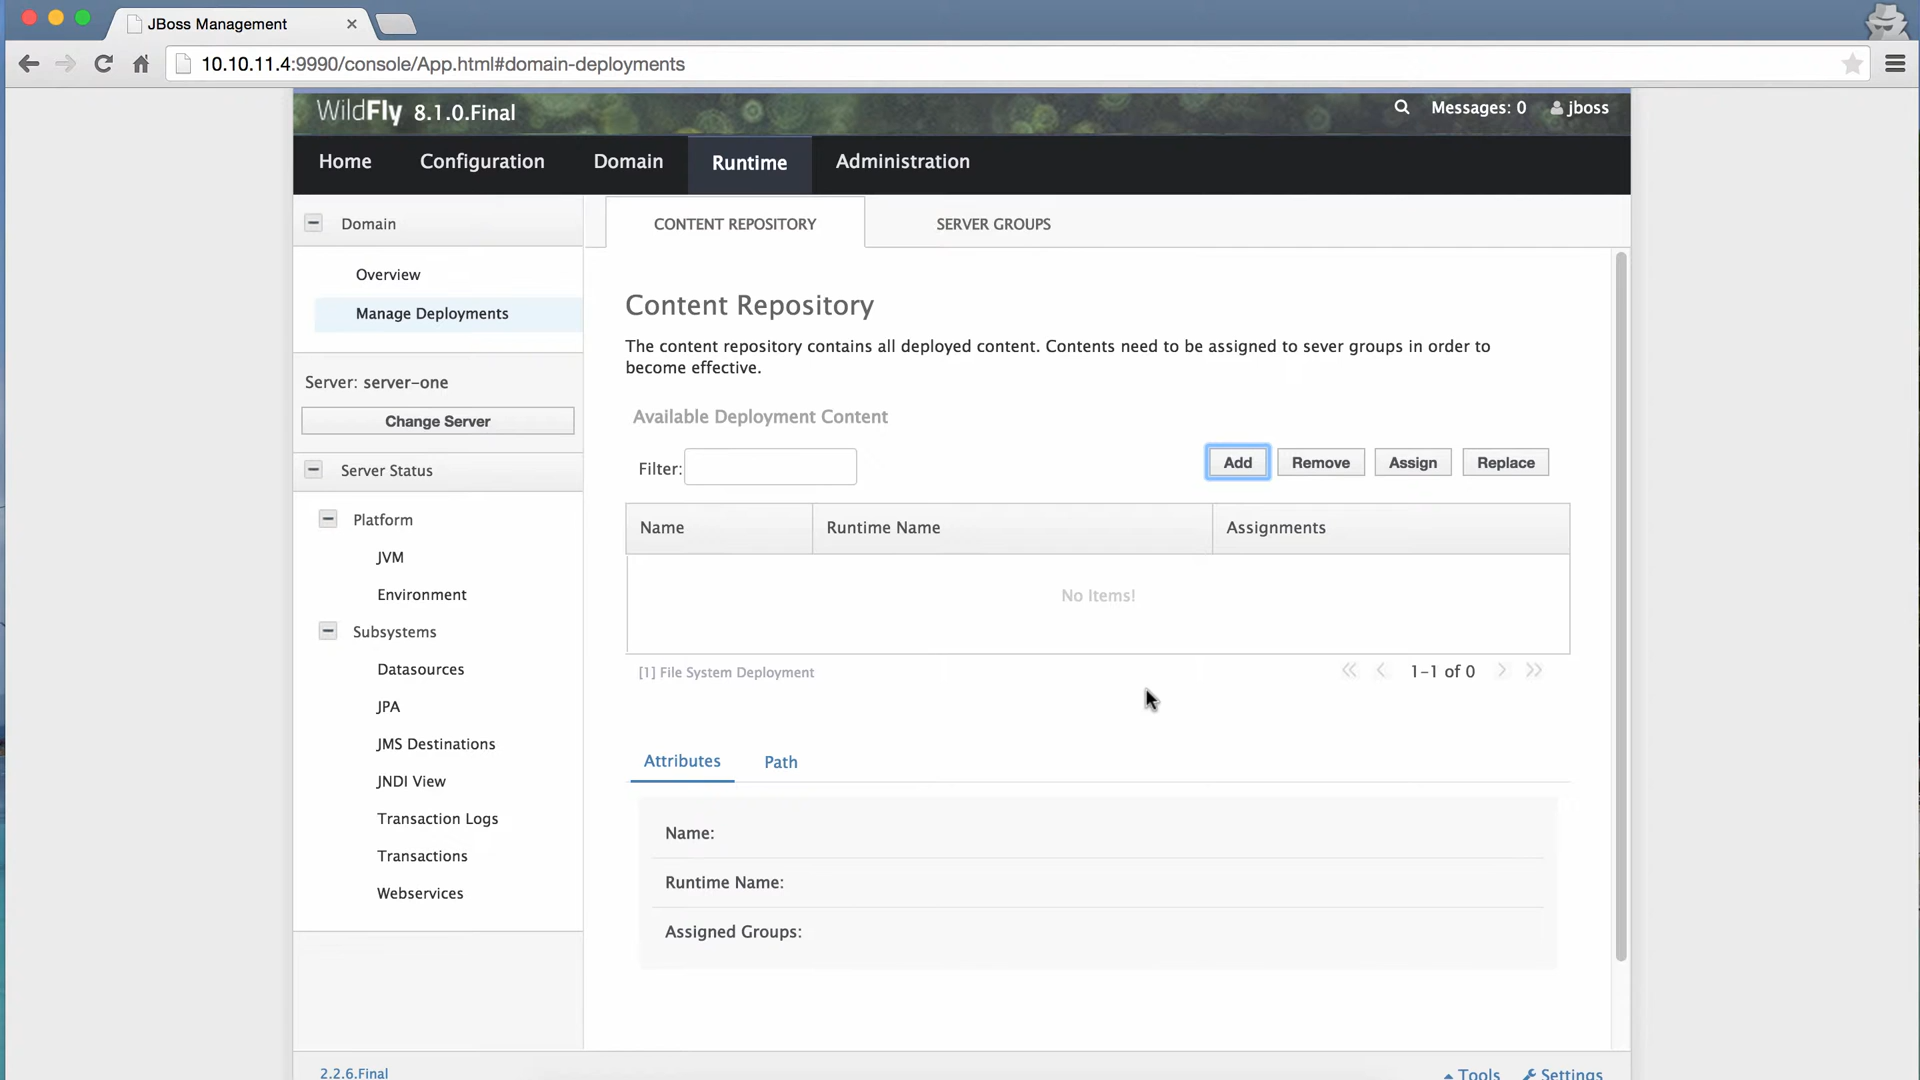 JBoss Management
10.10.11.4:9990/console/App.html#domain-deployments
WildFly 8.1.0.Final
Messages: 0
jboss
Home
Configuration
Domain
Runtime
Administration
Domain
Overview
Manage Deployments
Server: server-one
Change Server
Server Status
Platform
JVM
Environment
Subsystems
Datasources
JPA
JMS Destinations
JNDI View
Transaction Logs
Transactions
Webservices
CONTENT REPOSITORY
SERVER GROUPS
Content Repository
The content repository contains all deployed content. Contents need to be assigned to sever groups in order to
become effective.
Available Deployment Content
Filter:
Add
Remove
Assign
Replace
Name
Runtime Name
Assignments
No Items!
[1] File System Deployment
1-1 of 0
Attributes
Path
Name:
Runtime Name:
Assigned Groups:
2.2.6.Final
Tools
Settings